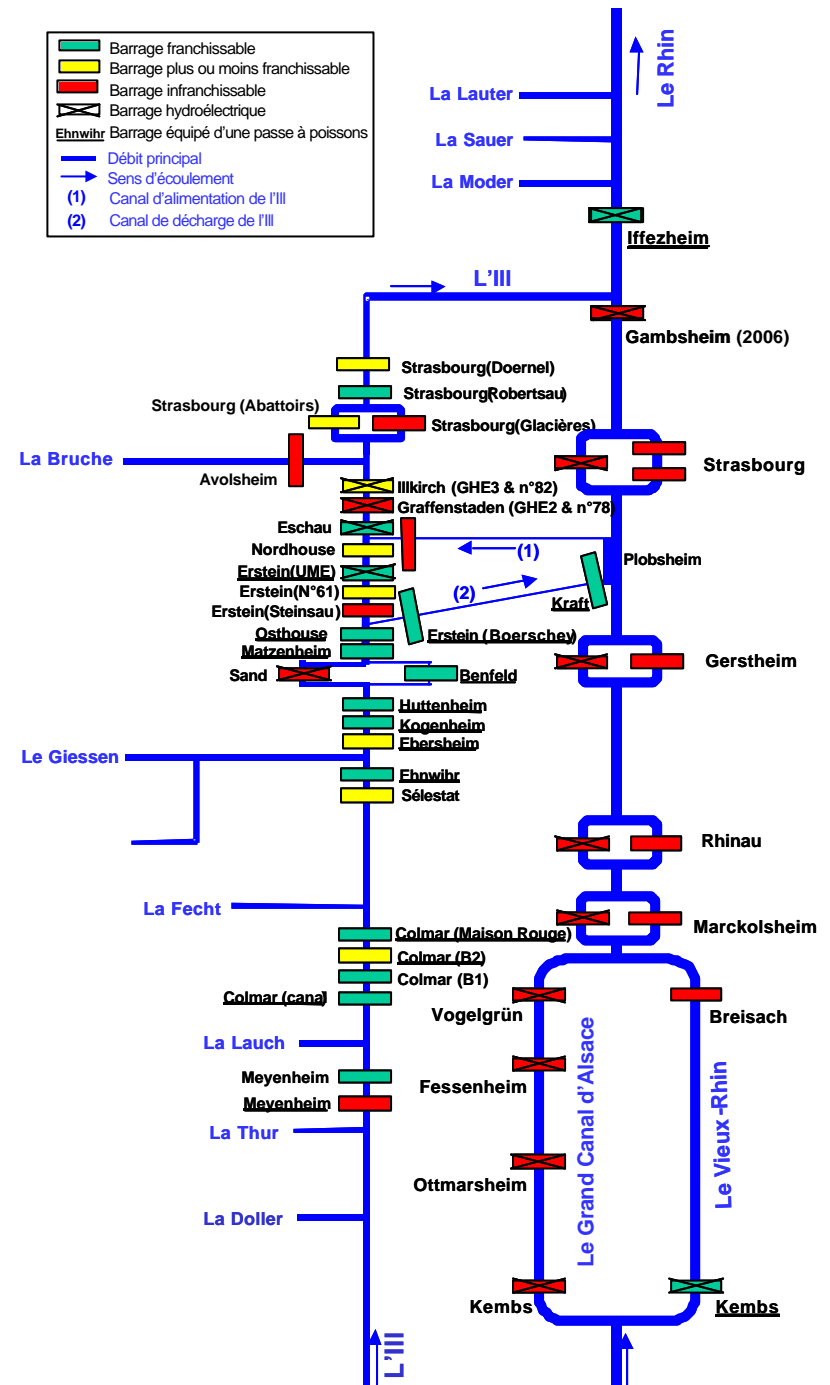 Barrage franchissable
Barrage plus ou moins franchissable
Barrage infranchissable
Barrage hydroélectrique
Ehnwihr Barrage équipé d'une passe à poissons
Débit principal
Sens d'écoulement
(1) Canal d'alimentation de l'Ill
(2) Canal de décharge de l'Ill
Le Rhin
La Lauter
La Sauer
La Moder
Iffezheim
L'Ill
Gambsheim (2006)
Strasbourg(Doernel)
Strasbourg(Robertsau)
Strasbourg (Abattoirs)
Strasbourg(Glacières)
La Bruche
Avolsheim
Strasbourg
Illkirch (GHE3 & n°82)
Graffenstaden (GHE2 & n°78)
Eschau
Nordhouse
(1)
Plobsheim
Erstein(UME)
Erstein(N°61)
(2)
Kraft
Erstein(Steinsau)
Osthouse
Erstein (Boerschey)
Matzenheim
Gerstheim
Sand
Benfeld
Huttenheim
Kogenheim
Ebersheim
Le Giessen
Ehnwihr
Sélestat
Rhinau
La Fecht
Marckolsheim
Colmar (Maison Rouge)
Colmar (B2)
Colmar (B1)
Colmar (canal)
Vogelgrün
Breisach
La Lauch
Meyenheim
Fessenheim
Meyenheim
La Thur
Le Grand Canal d'Alsace
Le Vieux-Rhin
Ottmarsheim
La Doller
Kembs
Kembs
L'Ill